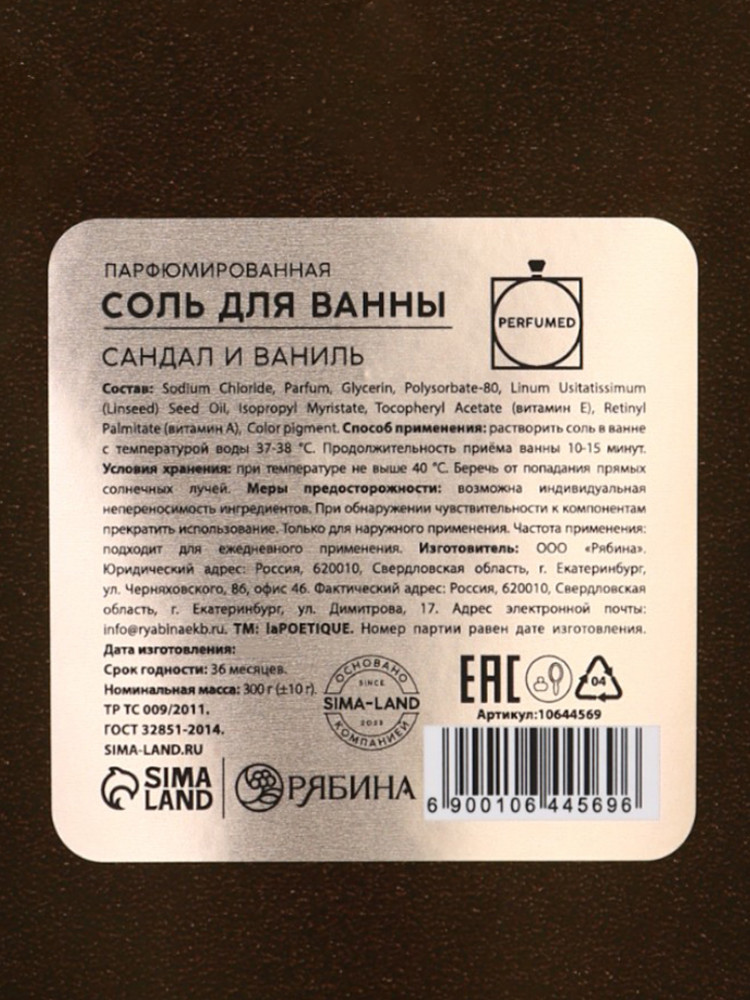 ПАРФЮМИРОВАННАЯ
СОЛЬ ДЛЯ ВАННЫ
САНДАЛ И ВАНИЛЬ
PERFUMED
Состав: Sodium Chloride, Parfum, Glycerin, Polysorbate-80, Linum Usitatissimum
(Linseed) Seed Oil, Isopropyl Myristate, Tocopheryl Acetate (витамин Е), Retinyl
Palmitate (витамин А), Color pigment. Способ применения: растворить соль в ванне
с температурой воды 37-38 °С. Продолжительность приёма ванны 10-15 минут.
Условия хранения: при температуре не выше 40 °С. Беречь от попадания прямых
солнечных лучей. Меры предосторожности: возможна индивидуальная
непереносимость ингредиентов. При обнаружении чувствительности к компонентам
прекратить использование. Только для наружного применения. Частота применения:
подходит для ежедневного применения. Изготовитель: ООО «Рябина».
Юридический адрес: Россия, 620010, Свердловская область, г. Екатеринбург,
ул. Черняховского, 86, офис 46. Фактический адрес: Россия, 620010, Свердловская
область, г. Екатеринбург, ул. Димитрова, 17. Адрес электронной почты:
info@ryabinaekb.ru. ТМ: laPOETIQUE. Номер партии равен дате изготовления.
Дата изготовления:
Срок годности: 36 месяцев.
Номинальная масса: 300 г (±10 г).
ТР ТС 009/2011.
ГОСТ 32851-2014.
SIMA-LAND.RU
ОСНОВАНО
SINCE
SIMA-LAND
2023
КОМПАНИЕЙ
EAC
04
Артикул:10644569
SIMA
LAND
РЯБИНА
6 900106 445696